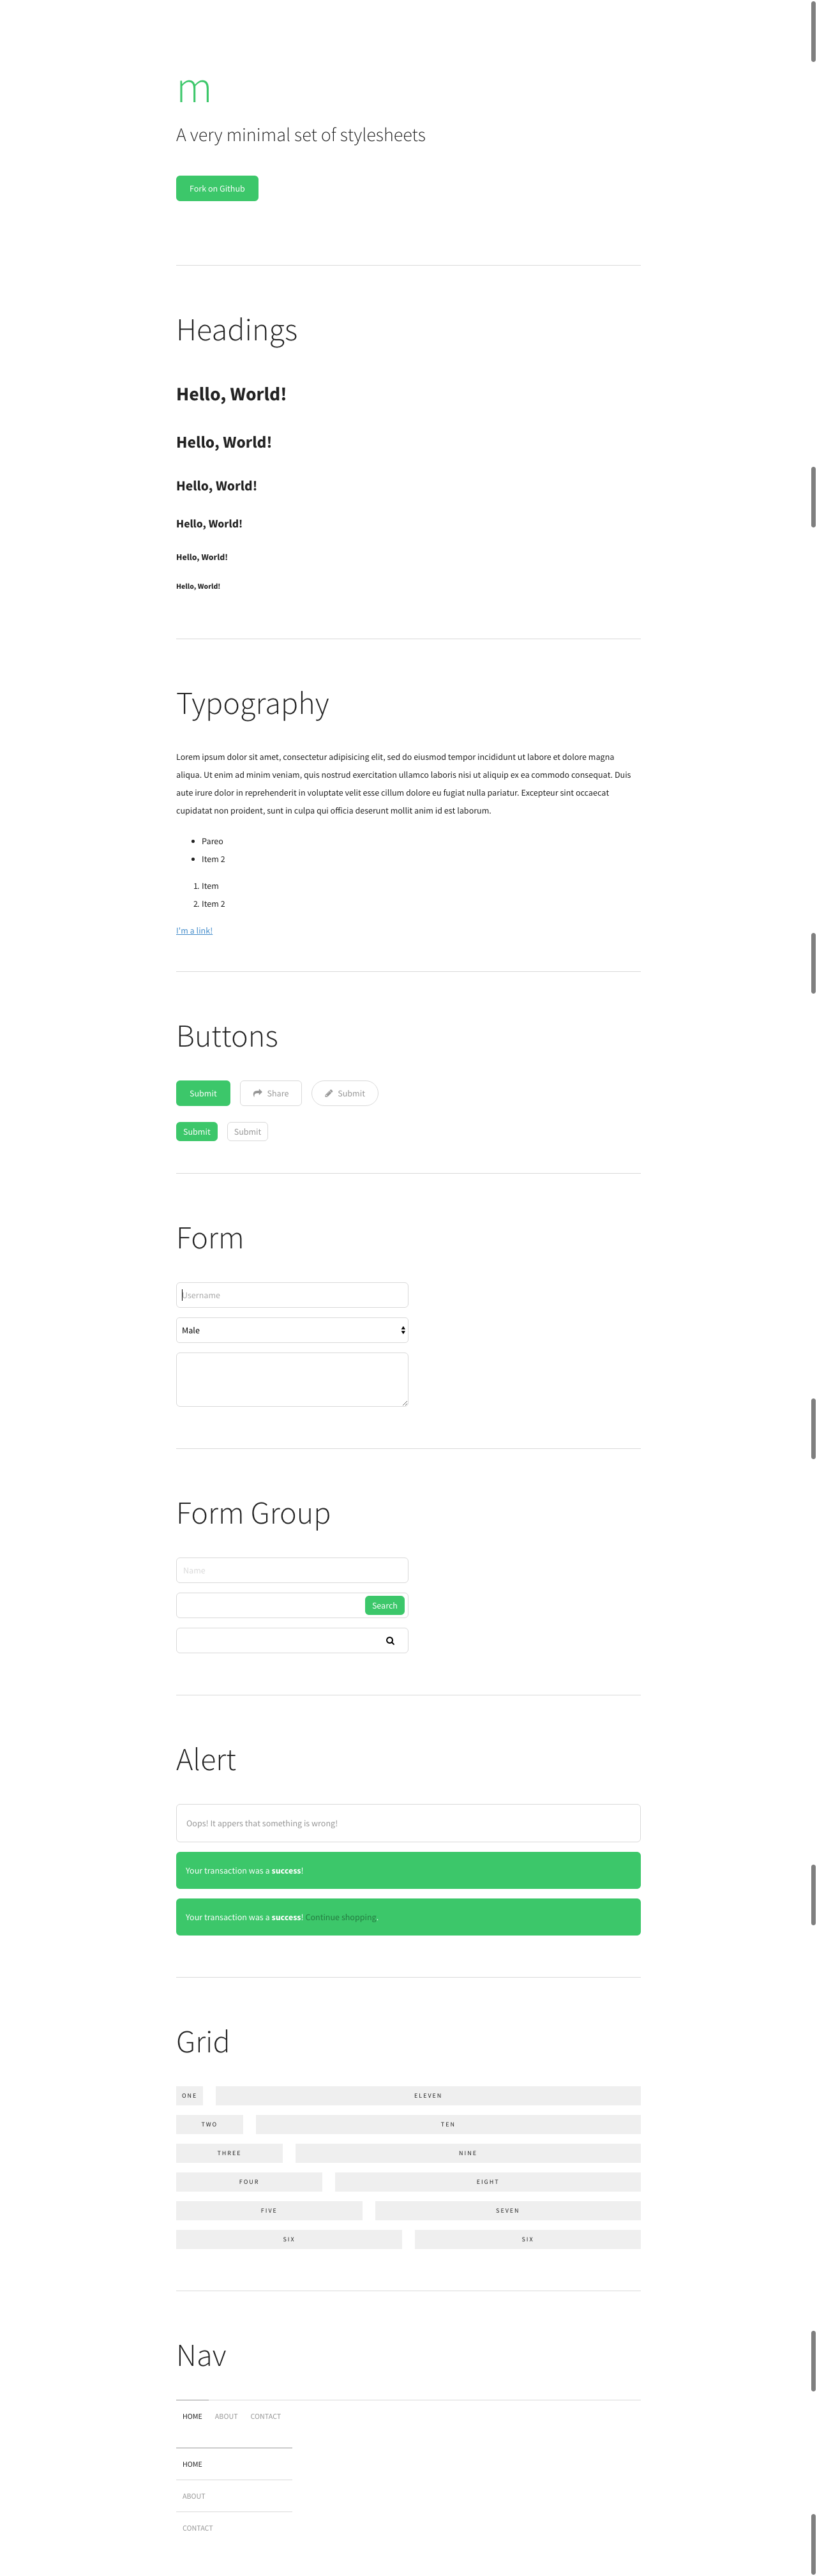 m
A very minimal set of stylesheets
Fork on Github
Headings
Hello, World!
Hello, World!
Hello, World!
Hello, World!
Hello, World!
Hello, World!
Typography
Lorem ipsum dolor sit amet, consectetur adipisicing elit, sed do eiusmod tempor incididunt ut labore et dolore magna
aliqua. Ut enim ad minim veniam, quis nostrud exercitation ullamco laboris nisi ut aliquip ex ea commodo consequat. Duis
aute irure dolor in reprehenderit in voluptate velit esse cillum dolore eu fugiat nulla pariatur. Excepteur sint occaecat
cupidatat non proident, sunt in culpa qui officia deserunt mollit anim id est laborum.
• Pareo
• Item 2
1. Item
2. Item 2
I'm a link!
Buttons
Submit Share Submit
Submit Submit
Form
Username
Male
Form Group
Name
Search
Alert
Oops! It appers that something is wrong!
Your transaction was a success!
Your transaction was a success! Continue shopping.
Grid
ONE ELEVEN
TWO TEN
THREE NINE
FOUR EIGHT
FIVE SEVEN
SIX SIX
Nav
HOME ABOUT CONTACT
HOME
ABOUT
CONTACT